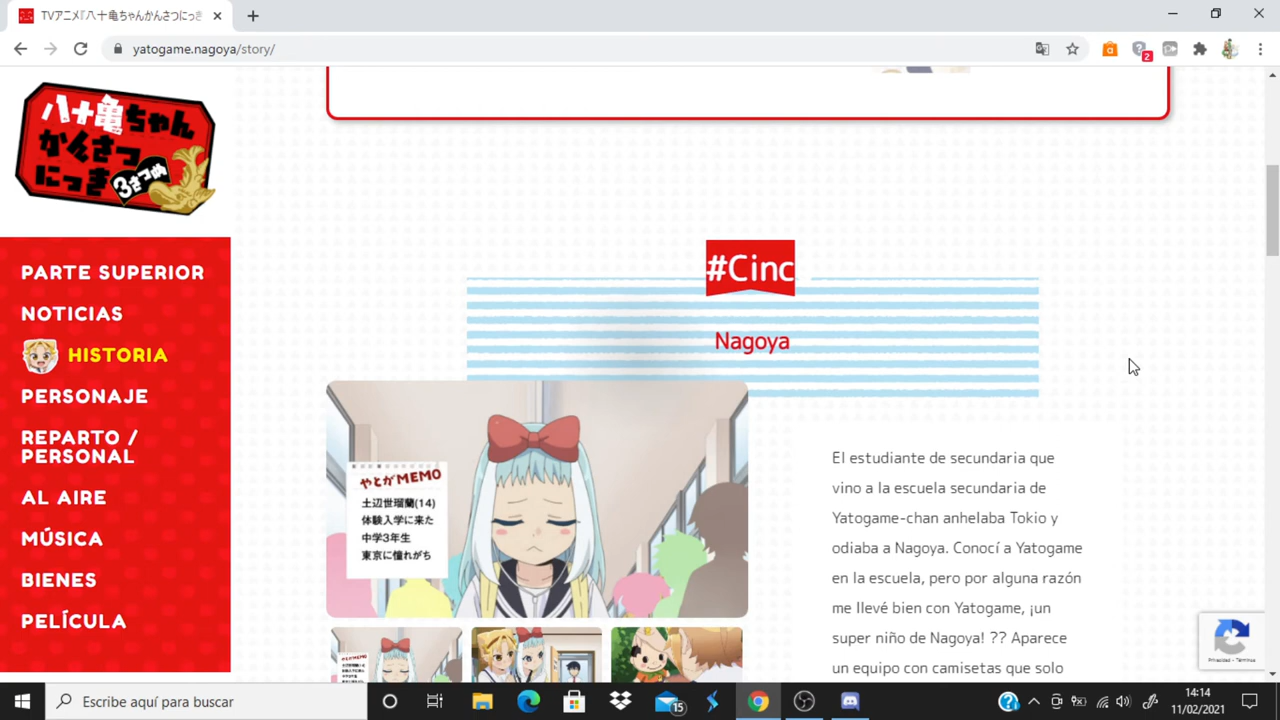 TVアニメ『八十亀ちゃんかんさつにっき
yatogame.nagoya/story/
2
八十亀ちゃん
かんさつ
にっき
3さつめ
PARTE SUPERIOR
NOTICIAS
HISTORIA
PERSONAJE
REPARTO /
PERSONAL
AL AIRE
MÚSICA
BIENES
PELÍCULA
#Cinc
Nagoya
やとがMEMO
土辺世瑠蘭(14)
体験入学に来た
中学3年生
東京に憧れがち
El estudiante de secundaria que
vino a la escuela secundaria de
Yatogame-chan anhelaba Tokio y
odiaba a Nagoya. Conocí a Yatogame
en la escuela, pero por alguna razón
me llevé bien con Yatogame, ¡un
super niño de Nagoya! ?? Aparece
un equipo con camisetas que solo
Privacidad - Términos
Escribe aquí para buscar
15
14:14
11/02/2021